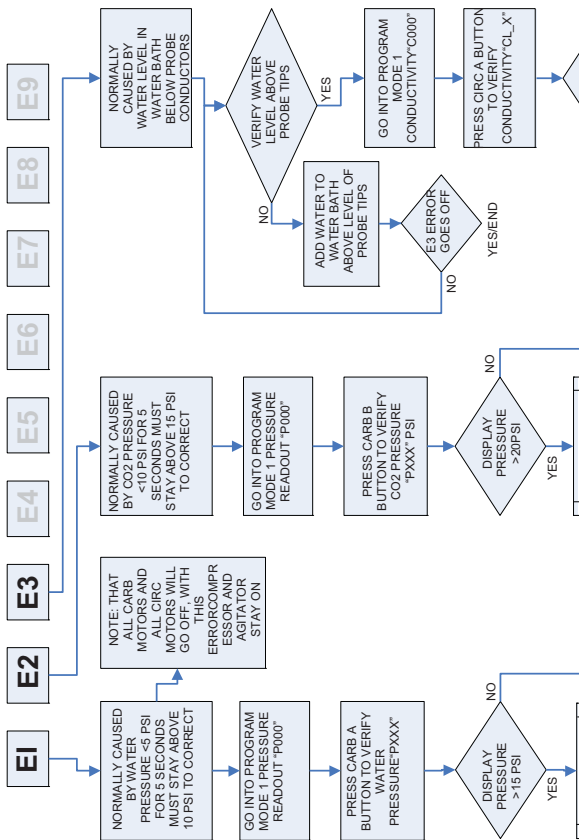 E1
E2
E3
E4
E5
E6
E7
E8
E9
NORMALLY CAUSED
BY WATER
PRESSURE <5 PSI
FOR 5 SECONDS
MUST STAY ABOVE
10 PSI TO CORRECT
NOTE: THAT
ALL CARB
MOTORS AND
ALL CIRC
MOTORS WILL
GO OFF, WITH
THIS
ERRORCOMPR
ESSOR AND
AGITATOR
STAY ON
GO INTO PROGRAM
MODE 1 PRESSURE
READOUT "P000"
PRESS CARB A
BUTTON TO VERIFY
WATER
PRESSURE"PXXX"
DISPLAY
PRESSURE
>15 PSI
NO
YES
NORMALLY CAUSED
BY CO2 PRESSURE
<10 PSI FOR 5
SECONDS MUST
STAY ABOVE 15 PSI
TO CORRECT
GO INTO PROGRAM
MODE 1 PRESSURE
READOUT "P000"
PRESS CARB B
BUTTON TO VERIFY
CO2 PRESSURE
"PXXX" PSI
DISPLAY
PRESSURE
>20PSI
NO
YES
NORMALLY
CAUSED BY
WATER LEVEL IN
WATER BATH
BELOW PROBE
CONDUCTORS
VERIFY WATER
LEVEL ABOVE
PROBE TIPS
NO
YES
ADD WATER TO
WATER BATH
ABOVE LEVEL OF
PROBE TIPS
E3 ERROR
GOES OFF
NO
YES/END
GO INTO PROGRAM
MODE 1
CONDUCTIVITY"C000"
PRESS CIRC A BUTTON
TO VERIFY
CONDUCTIVITY"CL_X"